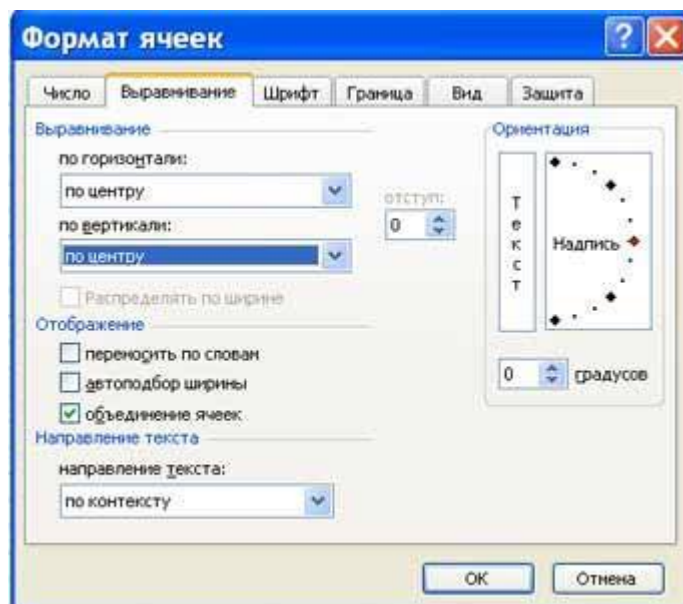 Формат ячеек
Число Выравнивание Шрифт Граница Вид Защита
Выравнивание
по горизонтали:
по центру
отступ:
0
по вертикали:
по центру
Распределять по ширине
Отображение
переносить по словам
автоподбор ширины
объединение ячеек
Направление текста
направление текста:
по контексту
Ориентация
Текст
Надпись
0 градусов
ОК Отмена